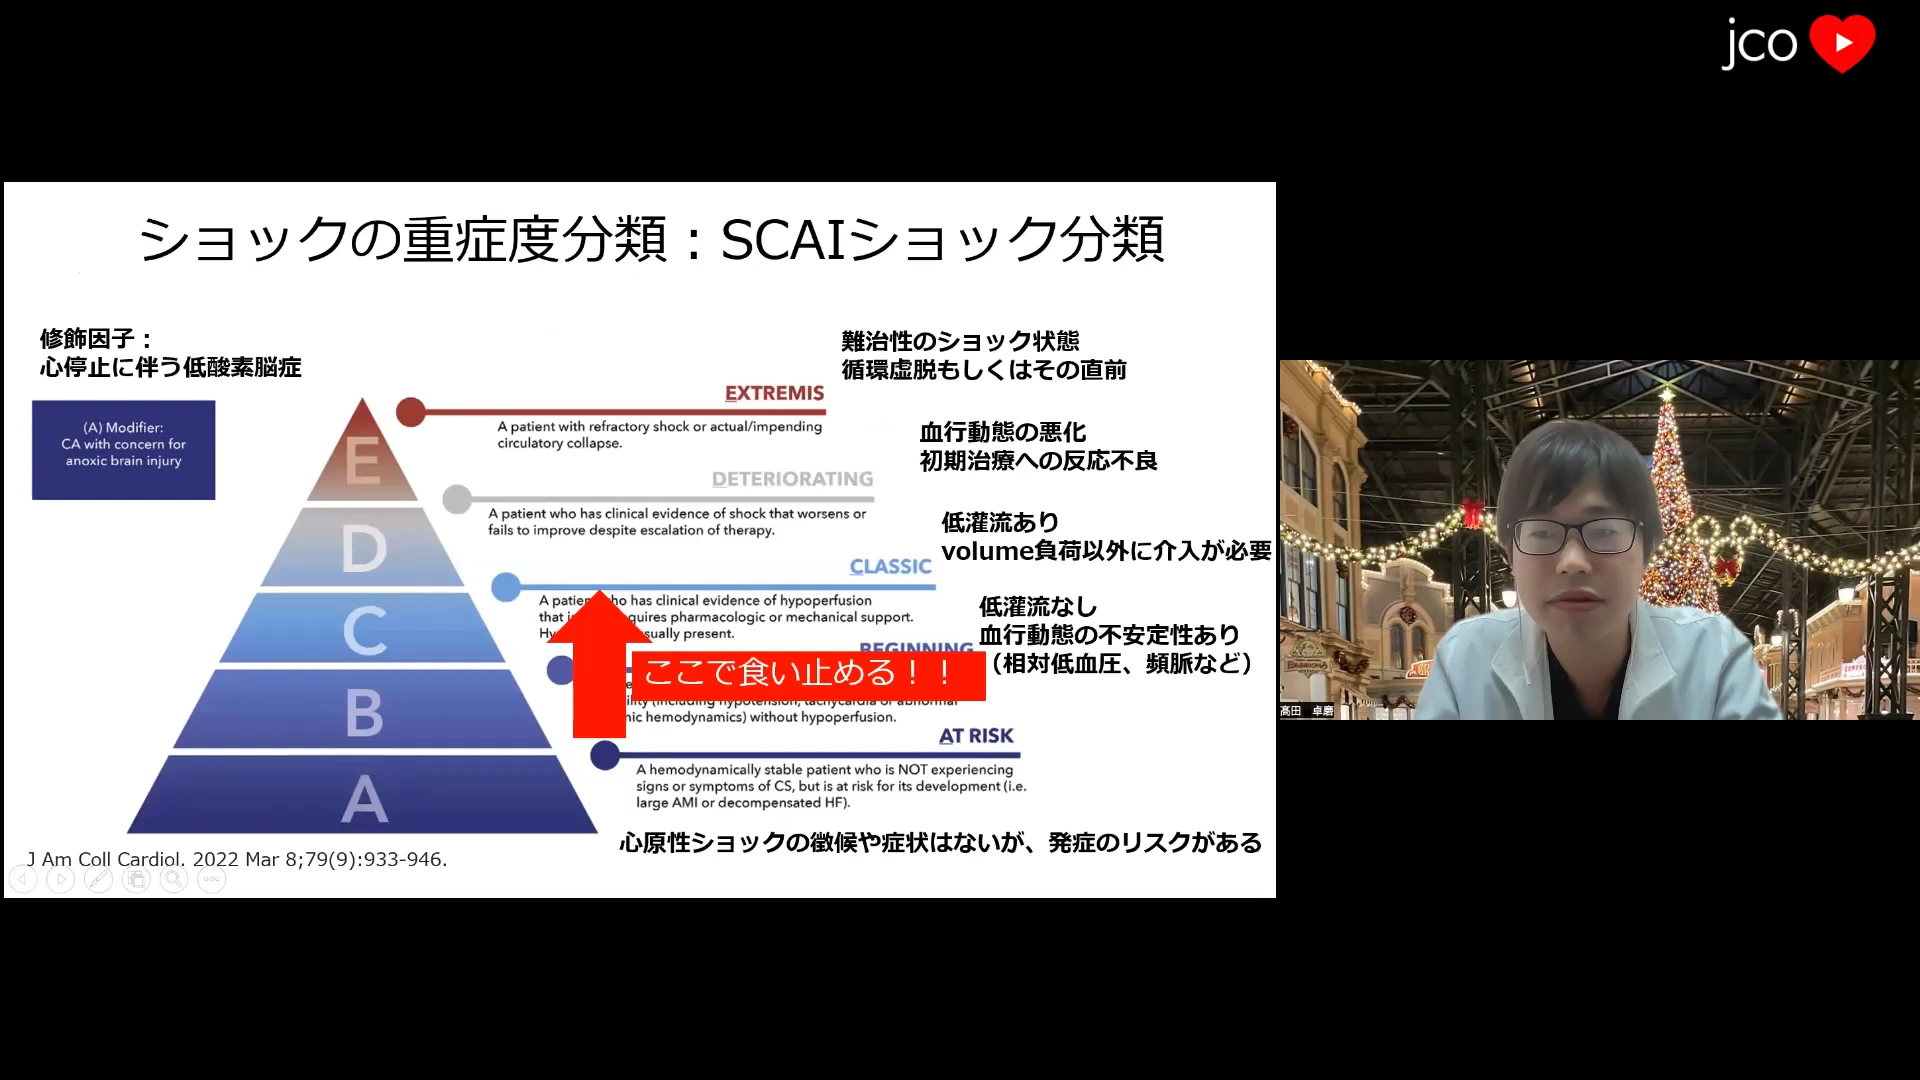 jco
ショックの重症度分類：SCAIショック分類
修飾因子：
心停止に伴う低酸素脳症
(A) Modifier:
CA with concern for
anoxic brain injury
E
D
C
B
A
難治性のショック状態
循環虚脱もしくはその直前
EXTREMIS
A patient with refractory shock or actual/impending
circulatory collapse.
血行動態の悪化
初期治療への反応不良
DETERIORATING
A patient who has clinical evidence of shock that worsens or
fails to improve despite escalation of therapy.
低灌流あり
volume負荷以外に介入が必要
CLASSIC
A patient who has clinical evidence of hypoperfusion
that quires pharmacologic or mechanical support.
Hy sually present.
低灌流なし
血行動態の不安定性あり
（相対低血圧、頻脈など）
BEGINNING
ここで食い止める！！
ility (including hypotension, tachycardia or abnormal
nic hemodynamics) without hypoperfusion.
AT RISK
A hemodynamically stable patient who is NOT experiencing
signs or symptoms of CS, but is at risk for its development (i.e.
large AMI or decompensated HF).
心原性ショックの徴候や症状はないが、発症のリスクがある
J Am Coll Cardiol. 2022 Mar 8;79(9):933-946.
髙田 卓磨